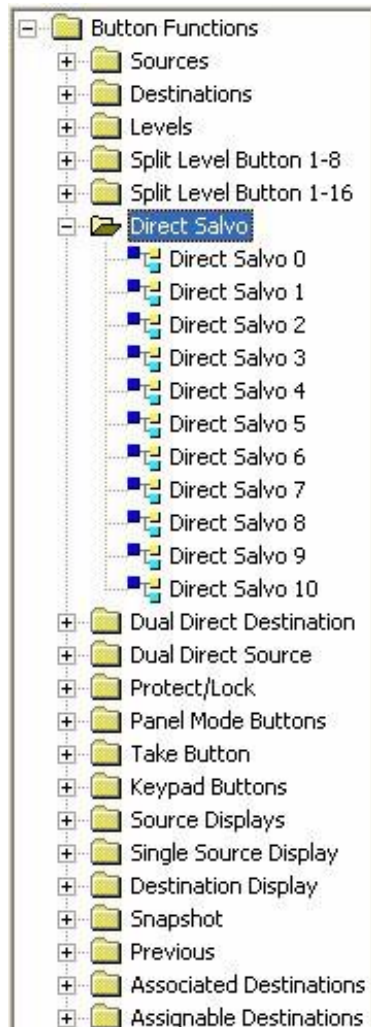 Button Functions
Sources
Destinations
Levels
Split Level Button 1-8
Split Level Button 1-16
Direct Salvo
Direct Salvo 0
Direct Salvo 1
Direct Salvo 2
Direct Salvo 3
Direct Salvo 4
Direct Salvo 5
Direct Salvo 6
Direct Salvo 7
Direct Salvo 8
Direct Salvo 9
Direct Salvo 10
Dual Direct Destination
Dual Direct Source
Protect/Lock
Panel Mode Buttons
Take Button
Keypad Buttons
Source Displays
Single Source Display
Destination Display
Snapshot
Previous
Associated Destinations
Assignable Destinations